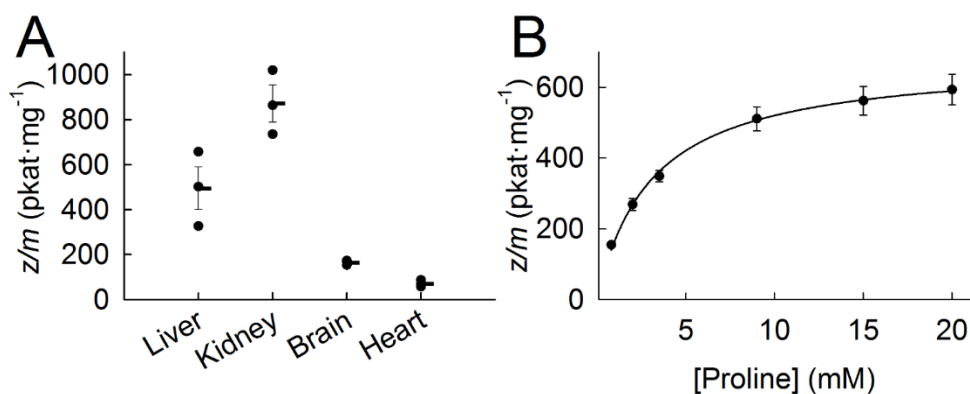 A
z/m (pkat·mg⁻¹)
1000
800
600
400
200
0
Liver
Kidney
Brain
Heart
B
z/m (pkat·mg⁻¹)
600
400
200
0
5
10
15
20
[Proline] (mM)